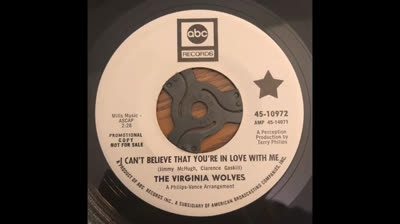 abc
RECORDS
Mills Music -
ASCAP
2:28
PROMOTIONAL
COPY
NOT FOR SALE
45-10972
AMP 45-14871
A Perception
Production by
Terry Philips
I CAN'T BELIEVE THAT YOU'RE IN LOVE WITH ME
(Jimmy McHugh, Clarence Gaskill)
THE VIRGINIA WOLVES
A Philips-Vance Arrangement
A PRODUCT OF ABC RECORDS, INC., A SUBSIDIARY OF AMERICAN BROADCASTING COMPANIES, INC.